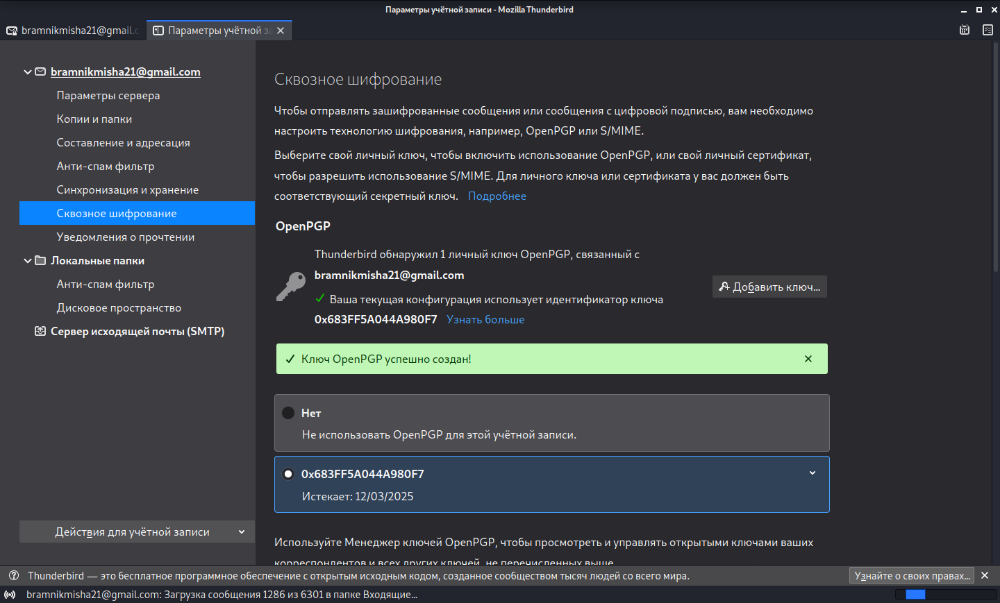 Параметры учётной записи - Mozilla Thunderbird
bramnikmisha21@gmail.c
Параметры учётной за
bramnikmisha21@gmail.com
Параметры сервера
Копии и папки
Составление и адресация
Анти-спам фильтр
Синхронизация и хранение
Сквозное шифрование
Уведомления о прочтении
Локальные папки
Анти-спам фильтр
Дисковое пространство
Сервер исходящей почты (SMTP)
Действия для учётной записи
Сквозное шифрование
Чтобы отправлять зашифрованные сообщения или сообщения с цифровой подписью, вам необходимо
настроить технологию шифрования, например, OpenPGP или S/MIME.
Выберите свой личный ключ, чтобы включить использование OpenPGP, или свой личный сертификат,
чтобы разрешить использование S/MIME. Для личного ключа или сертификата у вас должен быть
соответствующий секретный ключ. Подробнее
OpenPGP
Thunderbird обнаружил 1 личный ключ OpenPGP, связанный с
bramnikmisha21@gmail.com
Ваша текущая конфигурация использует идентификатор ключа
0x683FF5A044A980F7 Узнать больше
Добавить ключ...
Ключ OpenPGP успешно создан!
Нет
Не использовать OpenPGP для этой учётной записи.
0x683FF5A044A980F7
Истекает: 12/03/2025
Используйте Менеджер ключей OpenPGP, чтобы просмотреть и управлять открытыми ключами ваших
корреспондентов и всех других ключей, не перечисленных выше.
Thunderbird — это бесплатное программное обеспечение с открытым исходным кодом, созданное сообществом тысяч людей со всего мира.
Узнайте о своих правах...
bramnikmisha21@gmail.com: Загрузка сообщения 1286 из 6301 в папке Входящие...